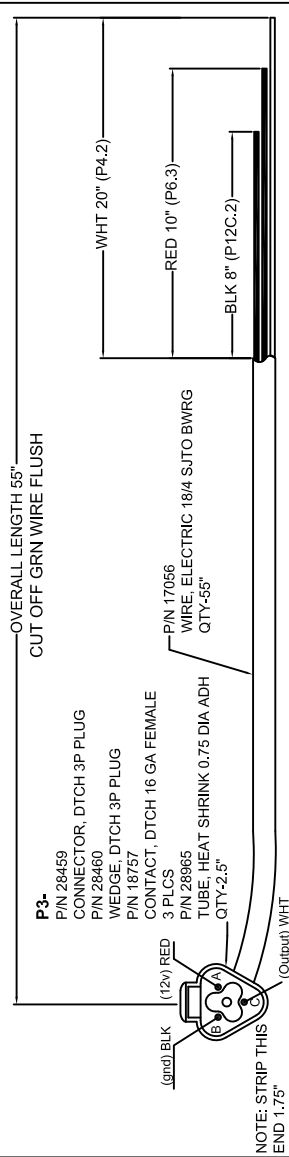 OVERALL LENGTH 55"
CUT OFF GRN WIRE FLUSH
WHT 20" (P4.2)
RED 10" (P6.3)
BLK 8" (P12C.2)
P3-
P/N 28459
CONNECTOR, DTCH 3P PLUG
P/N 28460
WEDGE, DTCH 3P PLUG
P/N 18757
CONTACT, DTCH 16 GA FEMALE
3 PLCS
P/N 28965
TUBE, HEAT SHRINK 0.75 DIA ADH
QTY-2.5"
P/N 17056
WIRE, ELECTRIC 18/4 SJTO BWRG
QTY-55"
(gnd) BLK
(12v) RED
B
A
C
(Output) WHT
NOTE: STRIP THIS
END 1.75"